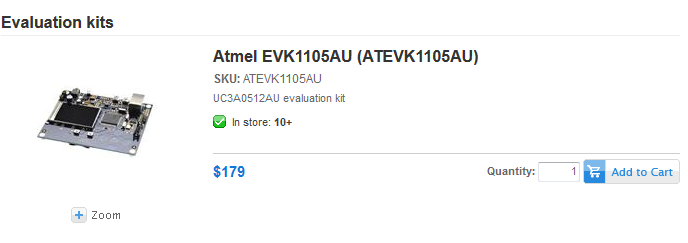 Evaluation kits
Atmel EVK1105AU (ATEVK1105AU)
SKU: ATEVK1105AU
UC3A0512AU evaluation kit
In store: 10+
$179
Quantity: 1 Add to Cart
Zoom